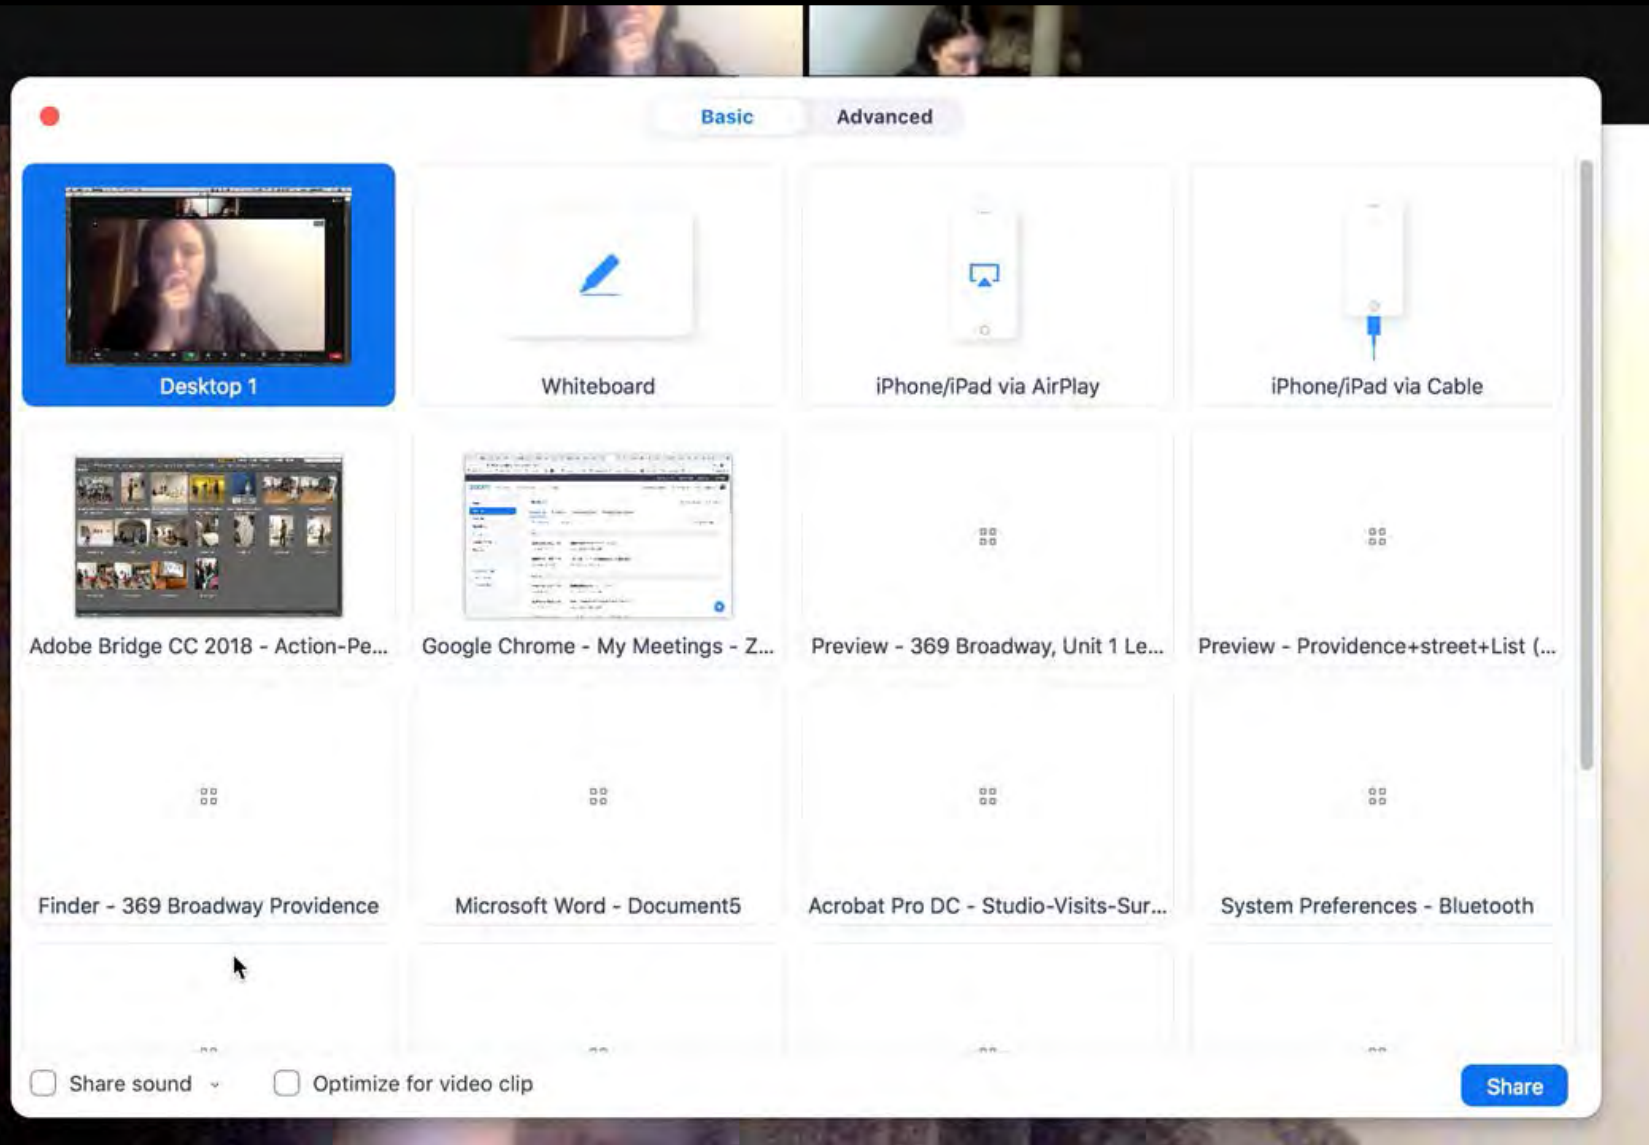 Basic
Advanced
Desktop 1
Whiteboard
iPhone/iPad via AirPlay
iPhone/iPad via Cable
Adobe Bridge CC 2018 - Action-Pe...
Google Chrome - My Meetings - Z...
Preview - 369 Broadway, Unit 1 Le...
Preview - Providence+street+List (...
Finder - 369 Broadway Providence
Microsoft Word - Document5
Acrobat Pro DC - Studio-Visits-Sur...
System Preferences - Bluetooth
Share sound
Optimize for video clip
Share